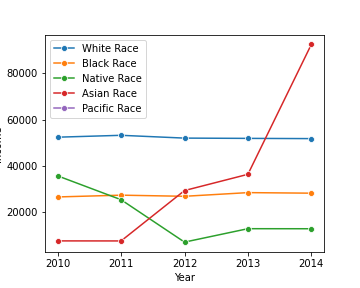 White Race
Black Race
Native Race
Asian Race
Pacific Race
80000
60000
40000
20000
2010 2011 2012 2013 2014
Year